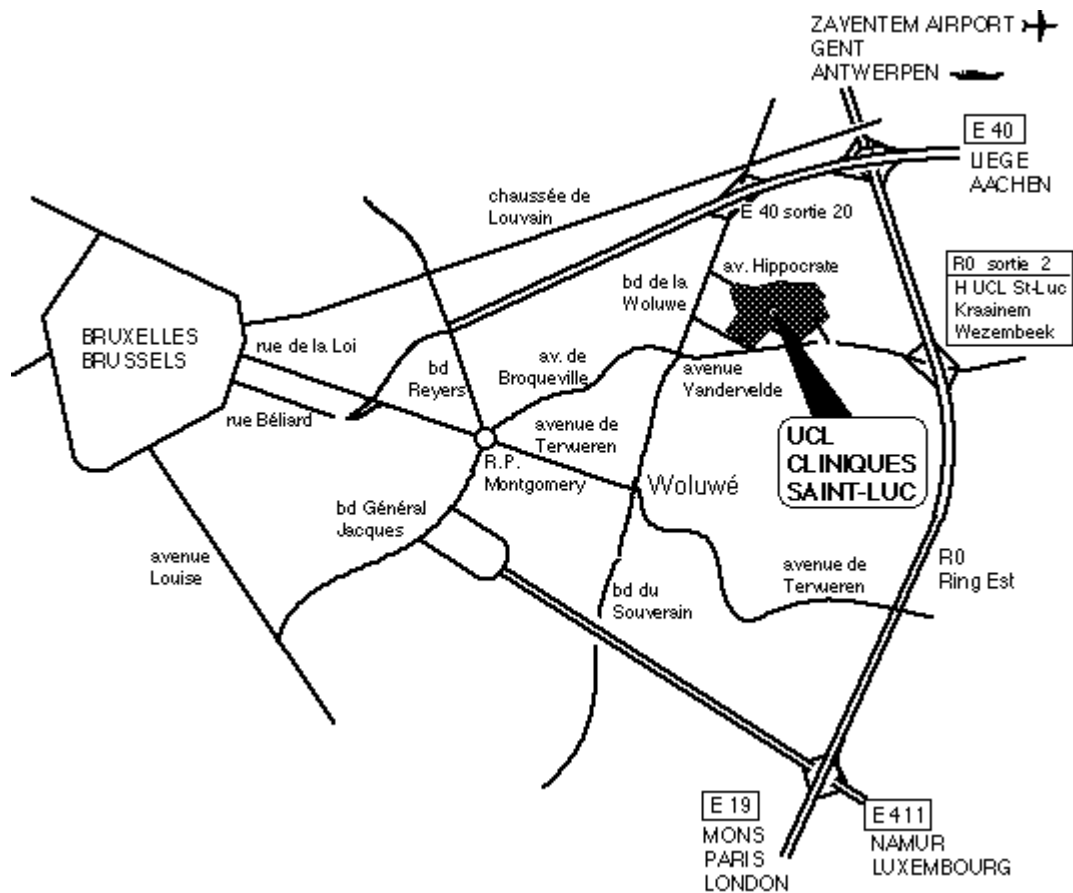 ZAVENTEM AIRPORT
GENT
ANTWERPEN
E 40
LIEGE
AACHEN
chaussée de
Louvain
E 40 sortie 20
av. Hippocrate
bd de la
Woluwe
R0 sortie 2
H UCL St-Luc
Kraainem
Wezembeek
BRUXELLES
BRUSSELS
rue de la Loi
bd
Reyers
av. de
Broqueville
avenue
Vandervelde
rue Béliard
avenue de
Tervueren
UCL
CLINIQUES
SAINT-LUC
R.P.
Montgomery
Woluwé
bd Général
Jacques
avenue
Louise
bd du
Souverain
avenue de
Tervueren
R0
Ring Est
E 19
MONS
PARIS
LONDON
E 411
NAMUR
LUXEMBOURG